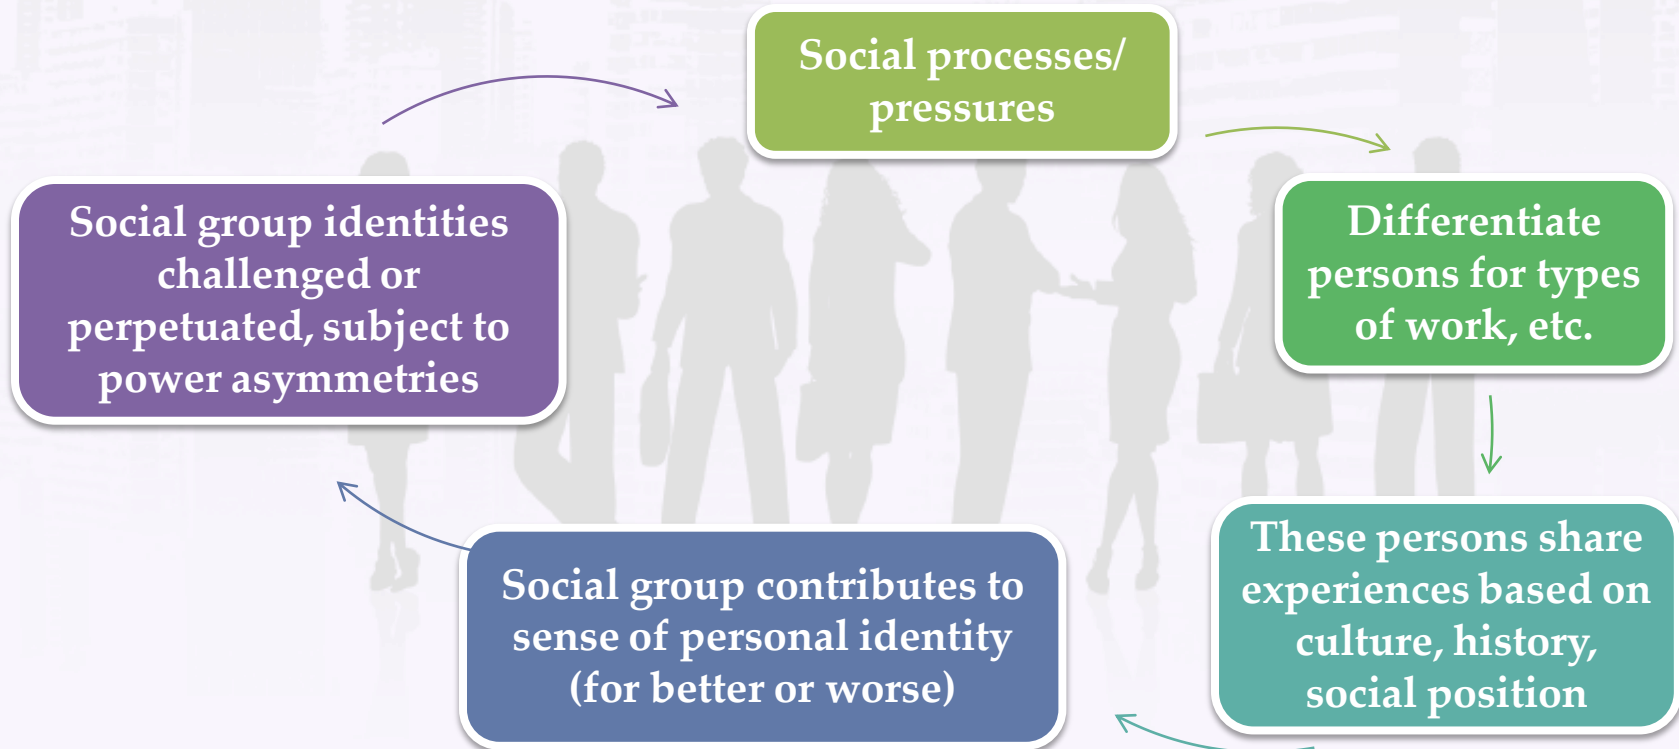 Social processes/
pressures
Differentiate
persons for types
of work, etc.
These persons share
experiences based on
culture, history,
social position
Social group contributes to
sense of personal identity
(for better or worse)
Social group identities
challenged or
perpetuated, subject to
power asymmetries